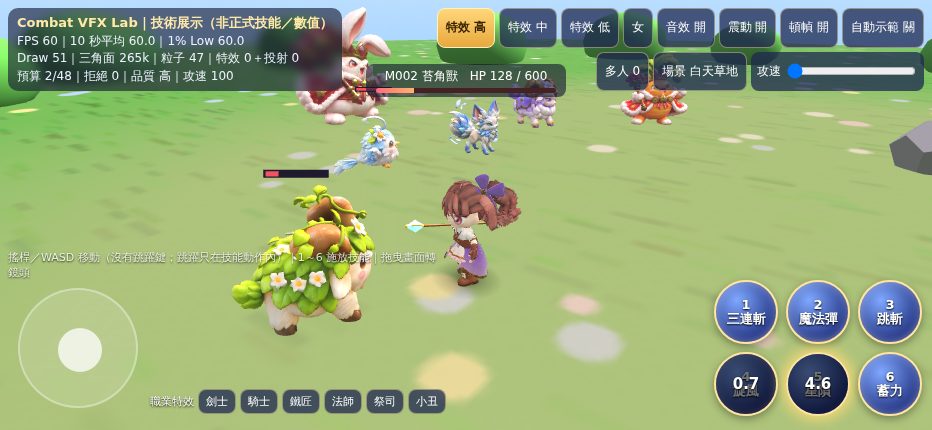 Combat VFX Lab｜技術展示（非正式技能／數值）
FPS 60｜10 秒平均 60.0｜1% Low 60.0
Draw 51｜三角面 265k｜粒子 47｜特效 0＋投射 0
預算 2/48｜拒絕 0｜品質 高｜攻速 100
特效 高
特效 中
特效 低
女
音效 開
震動 開
頓幀 開
自動示範 關
M002 苔角獸 HP 128 / 600
多人 0
場景 白天草地
攻速
搖桿／WASD 移動（沒有跳躍鍵；跳躍只在技能動作內）｜1～6 施放技能｜拖曳畫面轉
鏡頭
1
三連斬
2
魔法彈
3
跳斬
0.7
旋風
4.6
星隕
6
蓄力
職業特效
劍士
騎士
鐵匠
法師
祭司
小丑